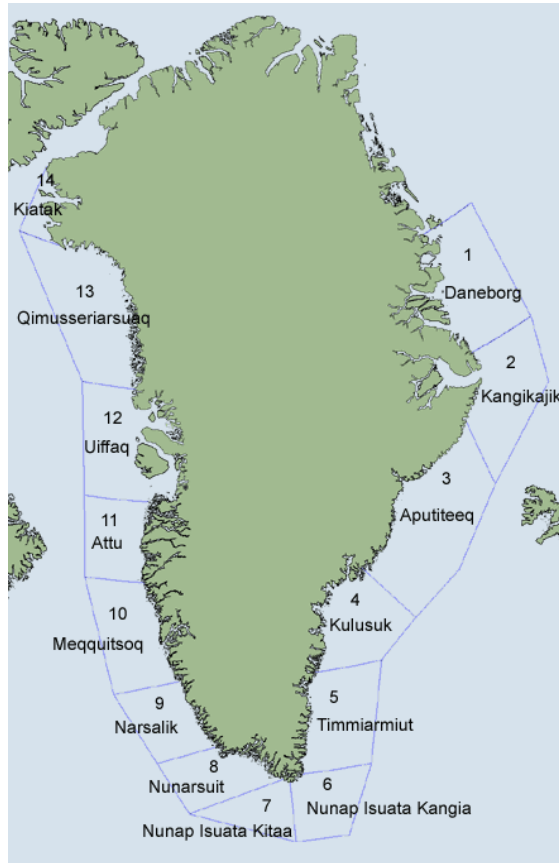 14
Kiatak
1
Daneborg
13
Qimusseriarsuaq
2
Kangikajik
12
Uiffaq
3
Aputiteeq
11
Attu
4
Kulusuk
10
Meqquitsoq
5
Timmiarmiut
9
Narsalik
8
Nunarsuit
6
Nunap Isuata Kangia
7
Nunap Isuata Kitaa